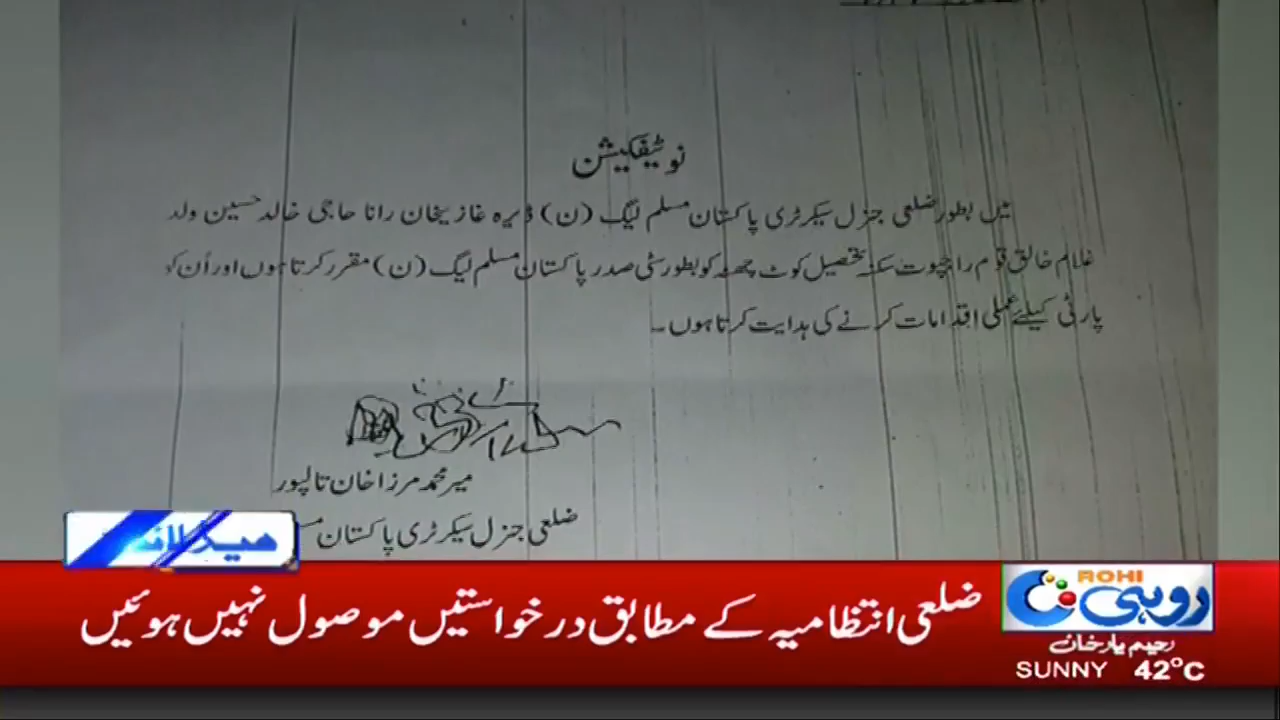 نوٹیفکیشن
میں بطور ضلعی جنرل سیکرٹری پاکستان مسلم لیگ (ن) ڈیرہ غازیخان رانا حاجی خالد حسین ولد
غلام خالق قوم راجپوت سکنہ تحصیل کوٹ چھٹہ کو بطور سٹی صدر پاکستان مسلم لیگ (ن) مقرر کرتا ہوں اور اُن کو
پارٹی کیلئے عملی اقدامات کرنے کی ہدایت کرتا ہوں۔
میر محمد مرزا خان تالپور
ضلعی جنرل سیکرٹری پاکستان
ہیڈلائنز
ضلعی انتظامیہ کے مطابق درخواستیں موصول نہیں ہوئیں
ROHI
روہی
رحیم یار خان
SUNNY 42°C